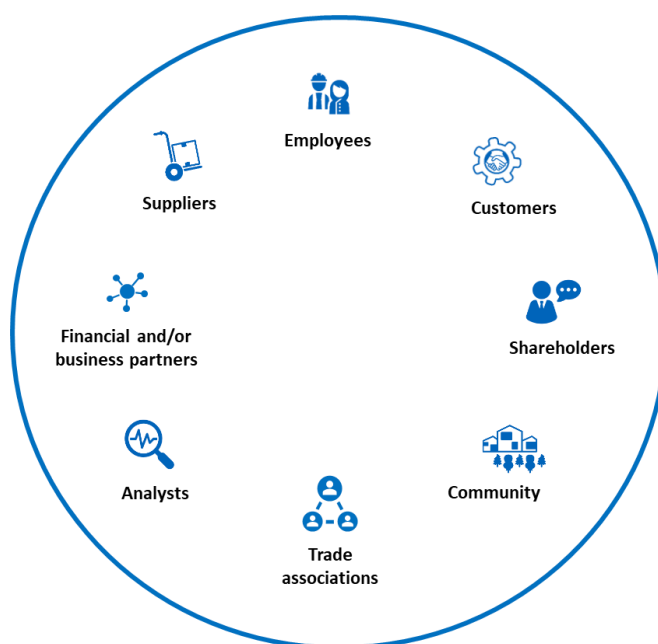 Employees
Customers
Shareholders
Community
Trade
associations
Analysts
Financial and/or
business partners
Suppliers